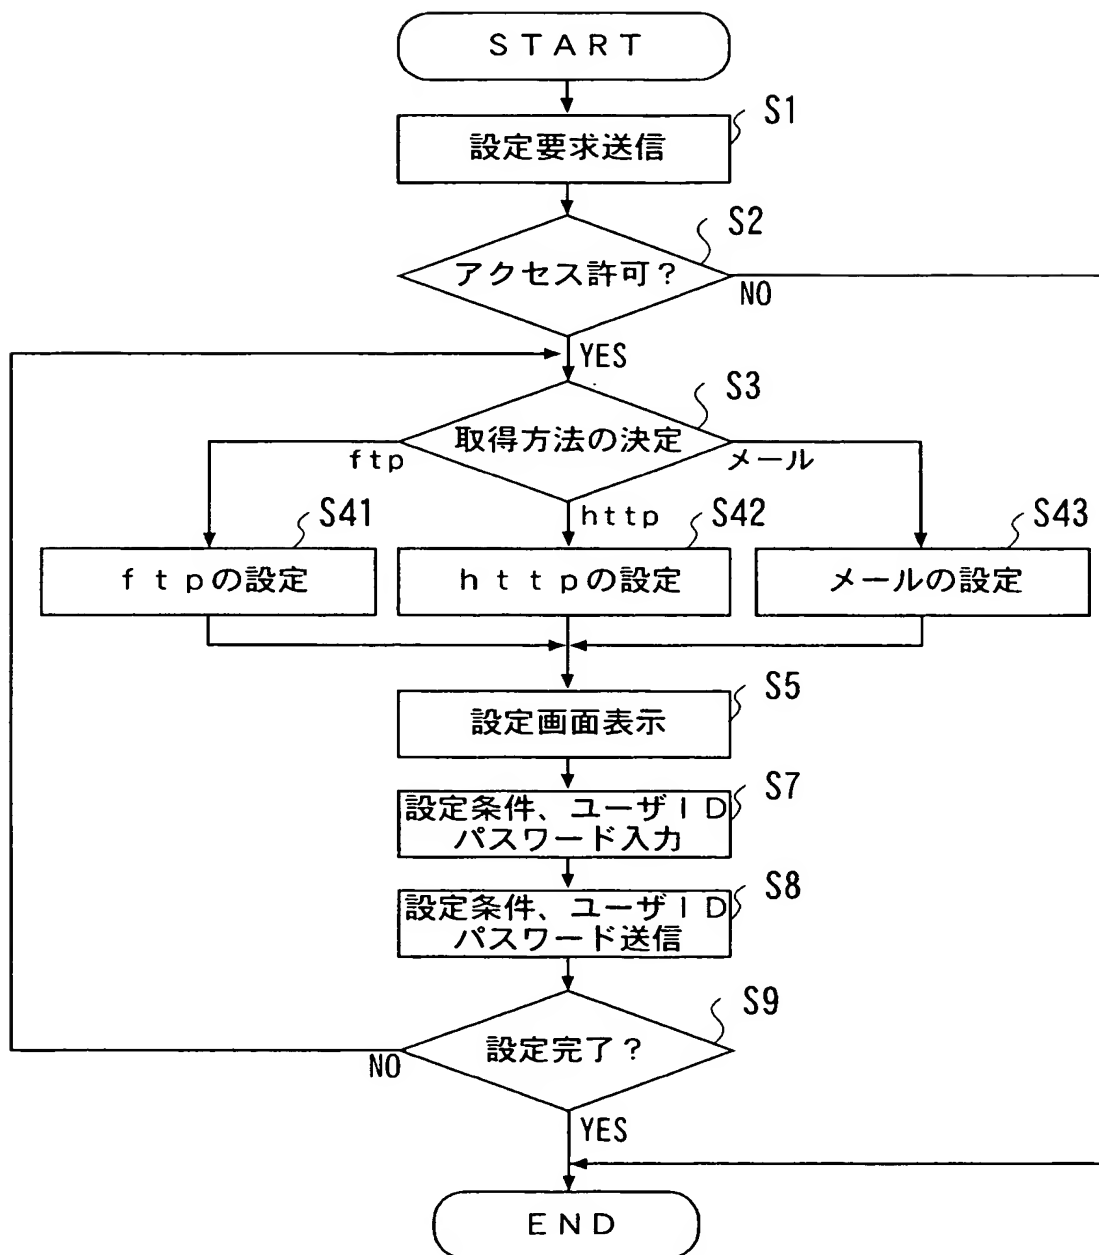 START
S1
設定要求送信
S2
アクセス許可?
NO
YES
S3
取得方法の決定
ftp
メール
http
S41
S42
S43
ftpの設定
httpの設定
メールの設定
S5
設定画面表示
S7
設定条件、ユーザID
パスワード入力
S8
設定条件、ユーザID
パスワード送信
S9
設定完了?
NO
YES
END